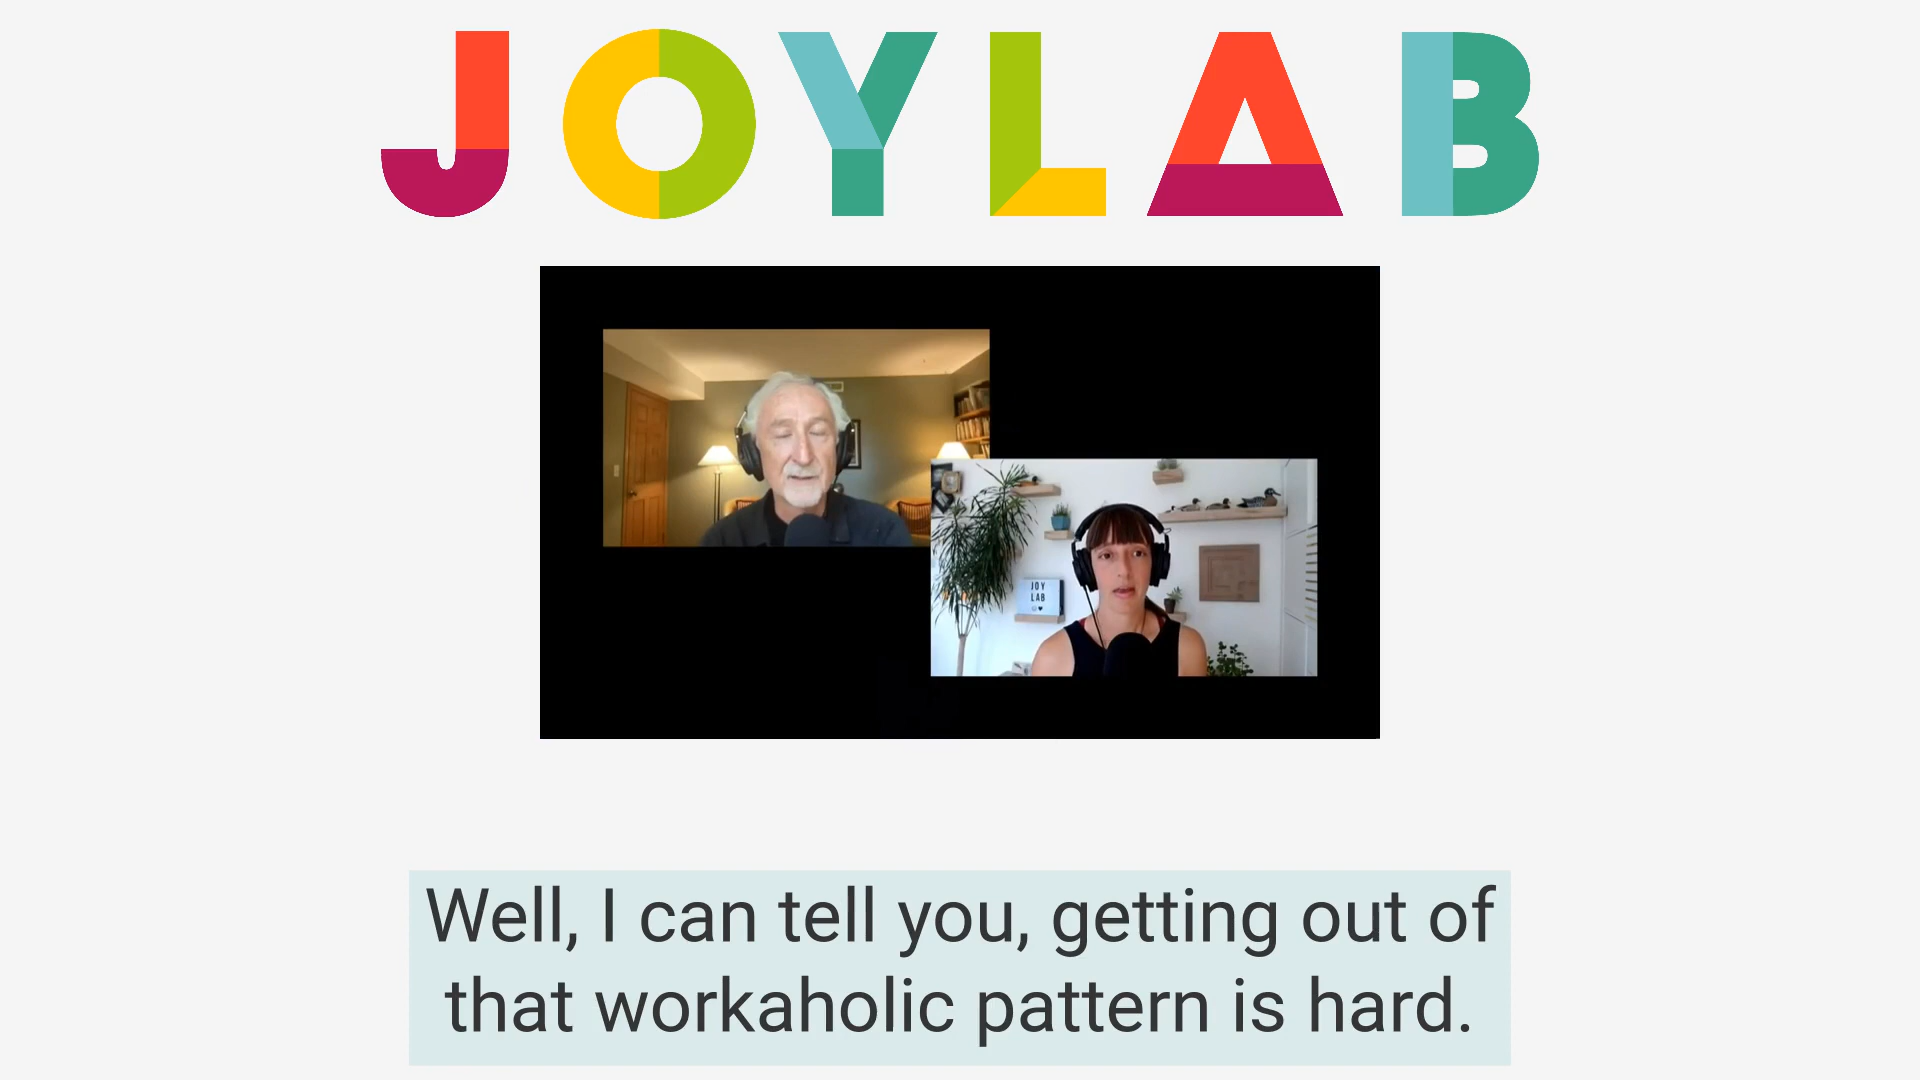 JOYLAB
JOY
LAB
Well, I can tell you, getting out of
that workaholic pattern is hard.